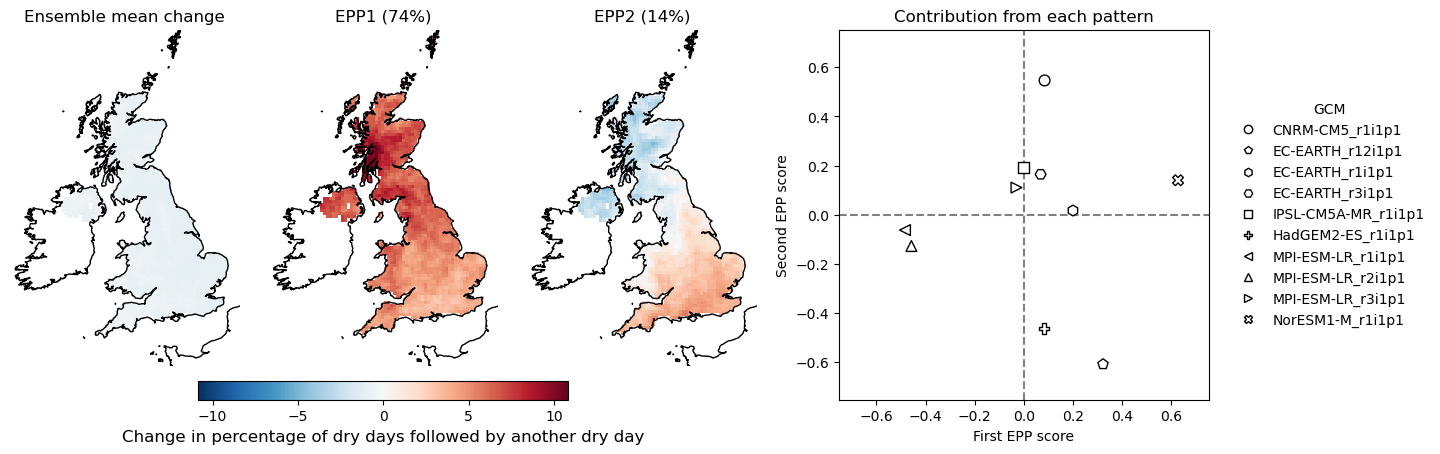 Ensemble mean change
EPP1 (74%)
EPP2 (14%)
−10
−5
0
5
10
Change in percentage of dry days followed by another dry day
Contribution from each pattern
Second EPP score
0.6
0.4
0.2
0.0
−0.2
−0.4
−0.6
−0.6
−0.4
−0.2
0.0
0.2
0.4
0.6
First EPP score
GCM
CNRM-CM5_r1i1p1
EC-EARTH_r12i1p1
EC-EARTH_r1i1p1
EC-EARTH_r3i1p1
IPSL-CM5A-MR_r1i1p1
HadGEM2-ES_r1i1p1
MPI-ESM-LR_r1i1p1
MPI-ESM-LR_r2i1p1
MPI-ESM-LR_r3i1p1
NorESM1-M_r1i1p1